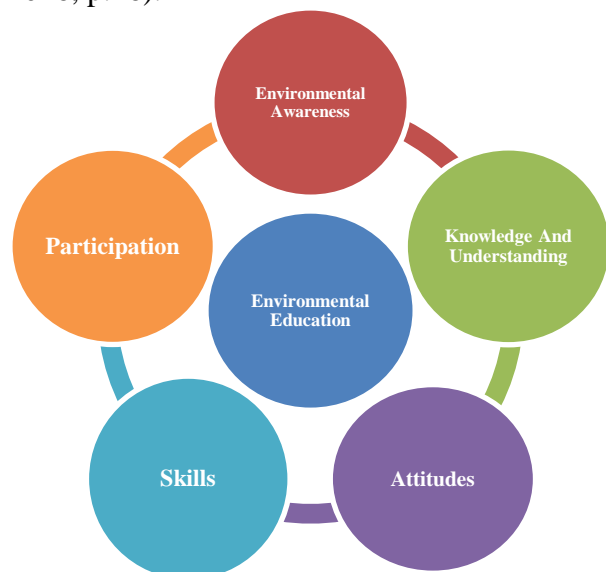 Environmental
Awareness
Participation
Knowledge And
Understanding
Environmental
Education
Skills
Attitudes